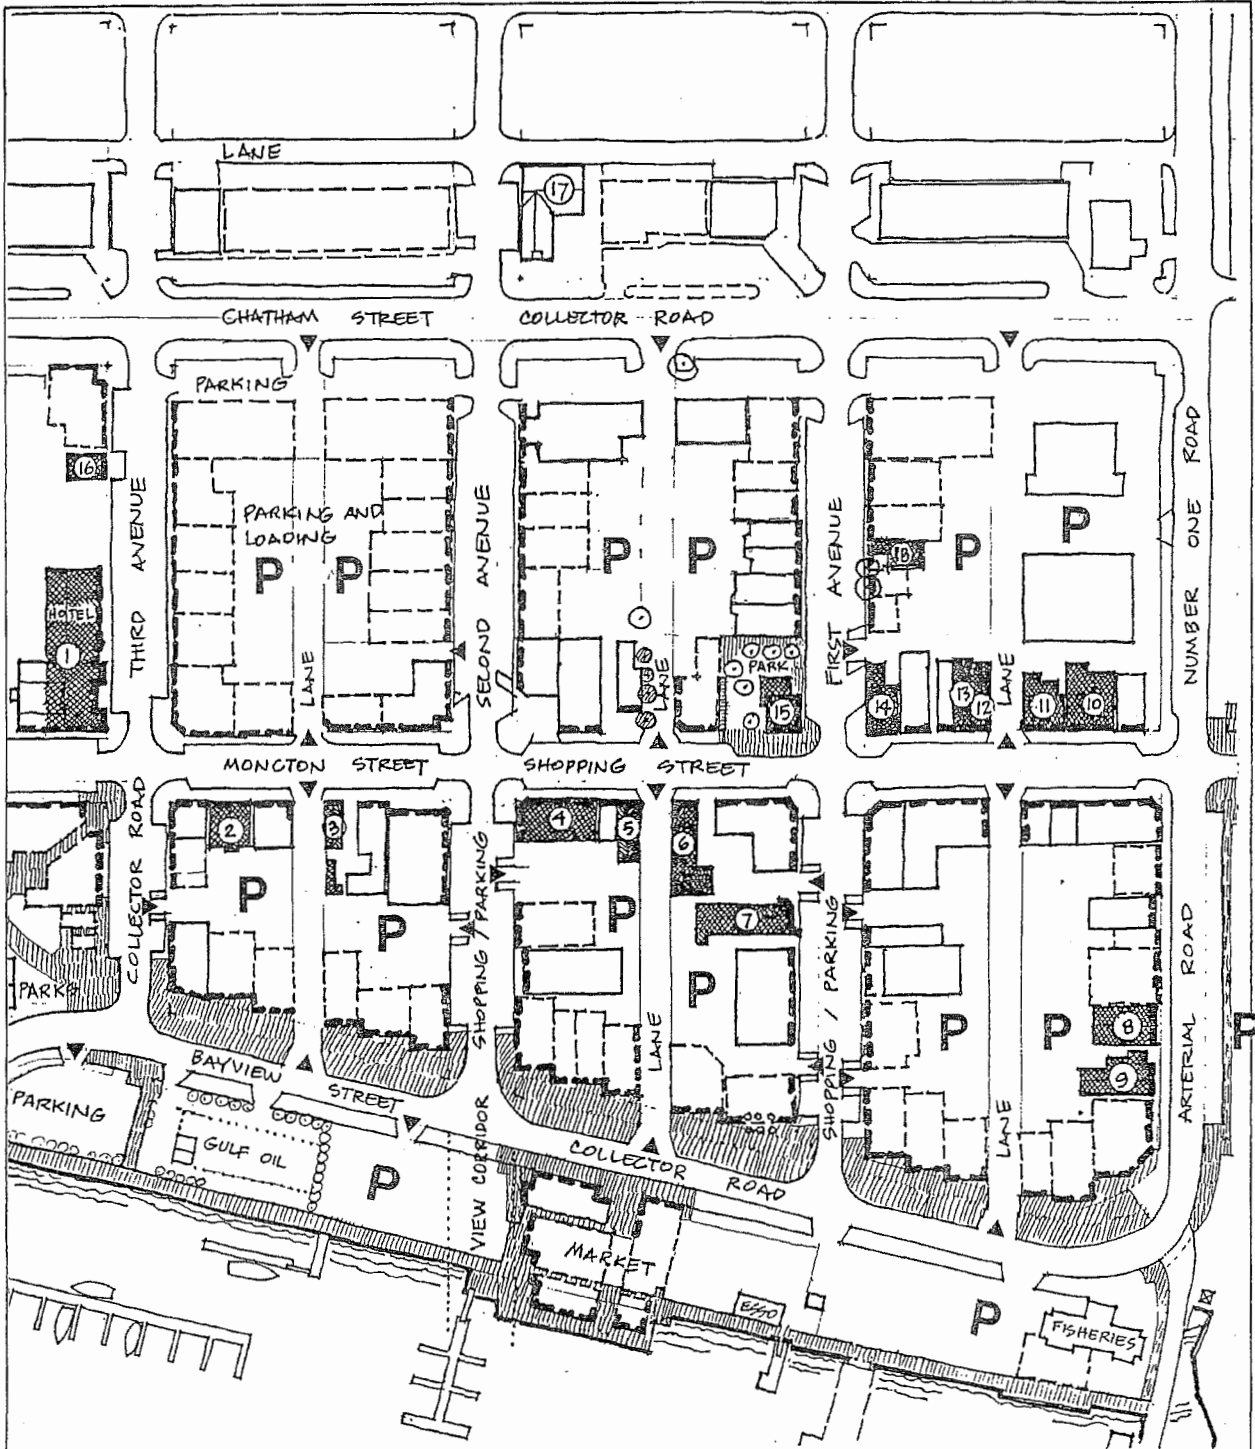 LANE
17
CHATHAM STREET COLLECTOR ROAD
PARKING
16
THIRD AVENUE
PARKING AND
LOADING
P P
SECOND AVENUE
P P
FIRST AVENUE
18
P
P
NUMBER ONE ROAD
HOTEL
1
LANE
LANE
PARK
15
14
13
12
LANE
11
10
MONCTON STREET SHOPPING STREET
COLLECTOR ROAD
2
3
4
5
6
7
P
P
P
P
SHOPPING / PARKING
SHOPPING / PARKING
LANE
P
P
8
9
P
ARTERIAL ROAD
LANE
PARK
BAYVIEW
STREET
COLLECTOR
ROAD
PARKING
GULF OIL
P
VIEW CORRIDOR
MARKET
ESSO
P
FISHERIES